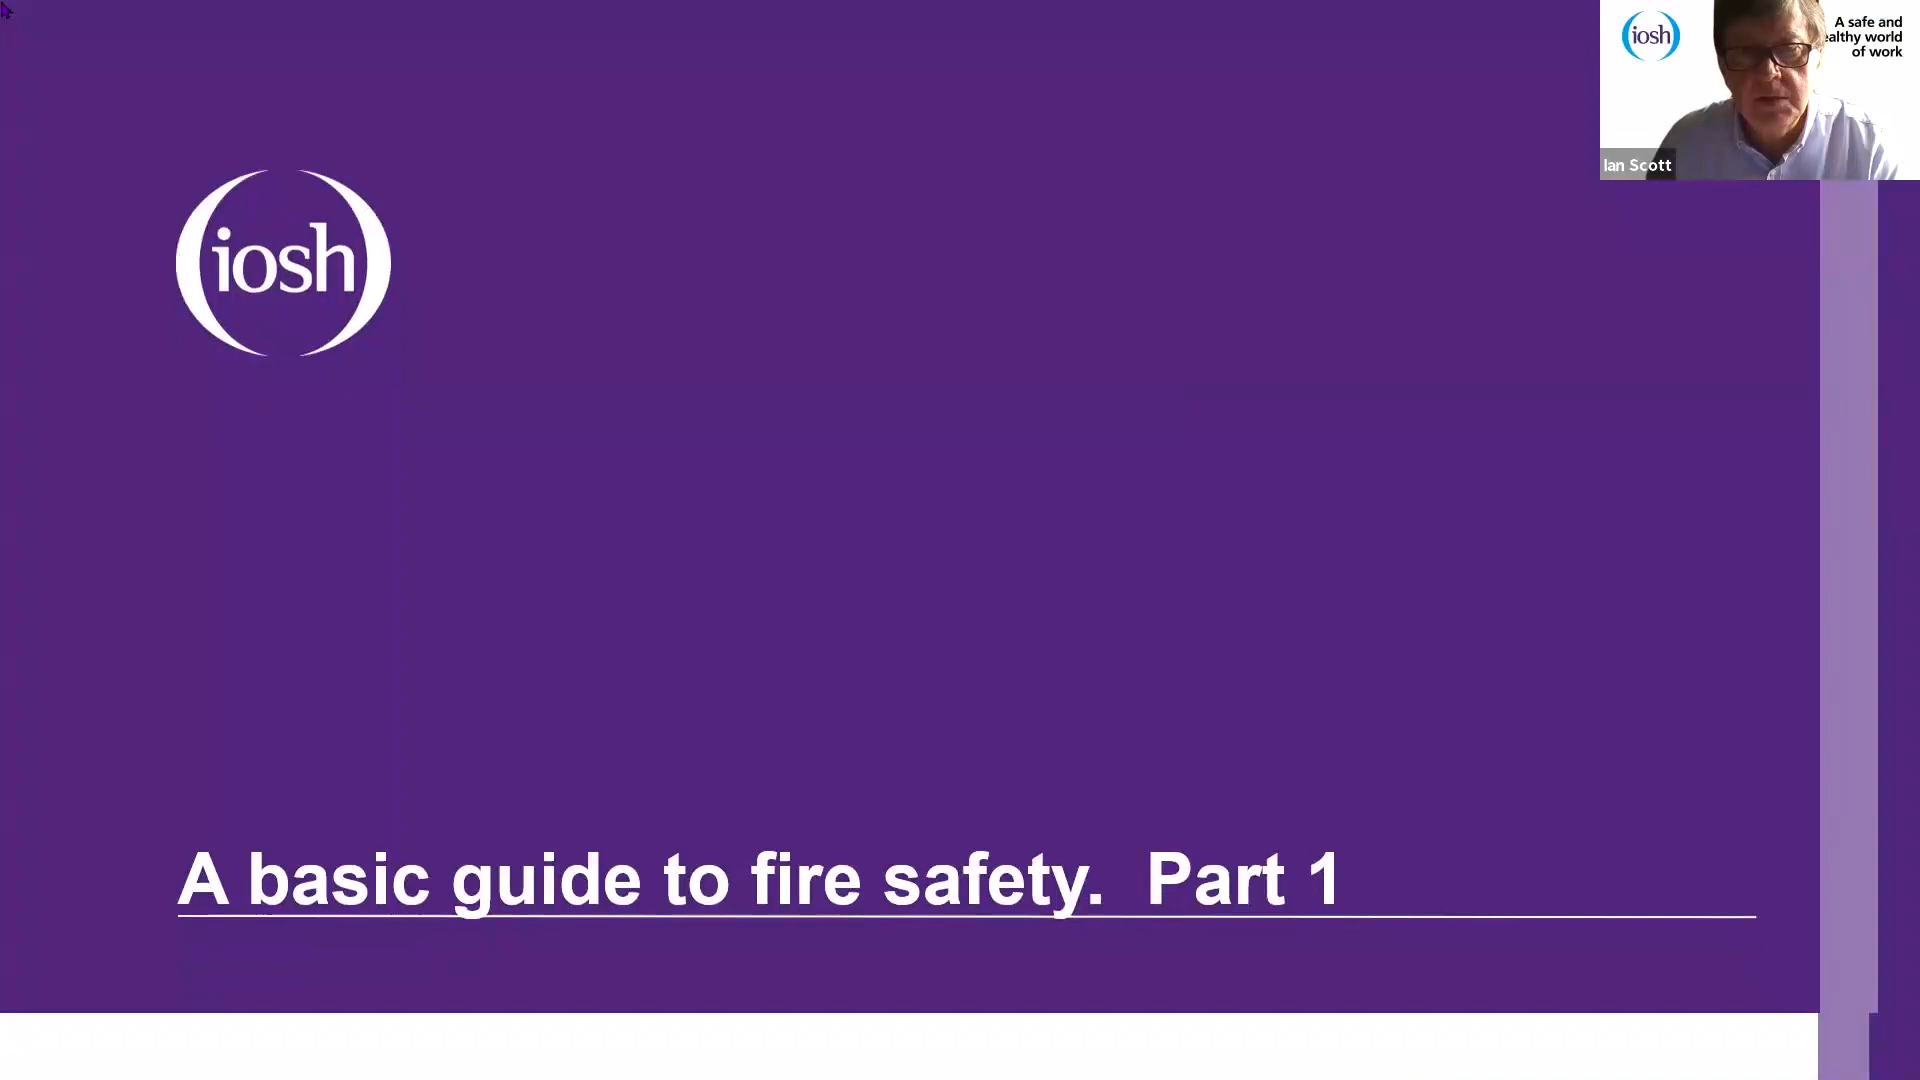 iosh
A safe and
ealthy world
of work
Ian Scott
iosh
A basic guide to fire safety. Part 1